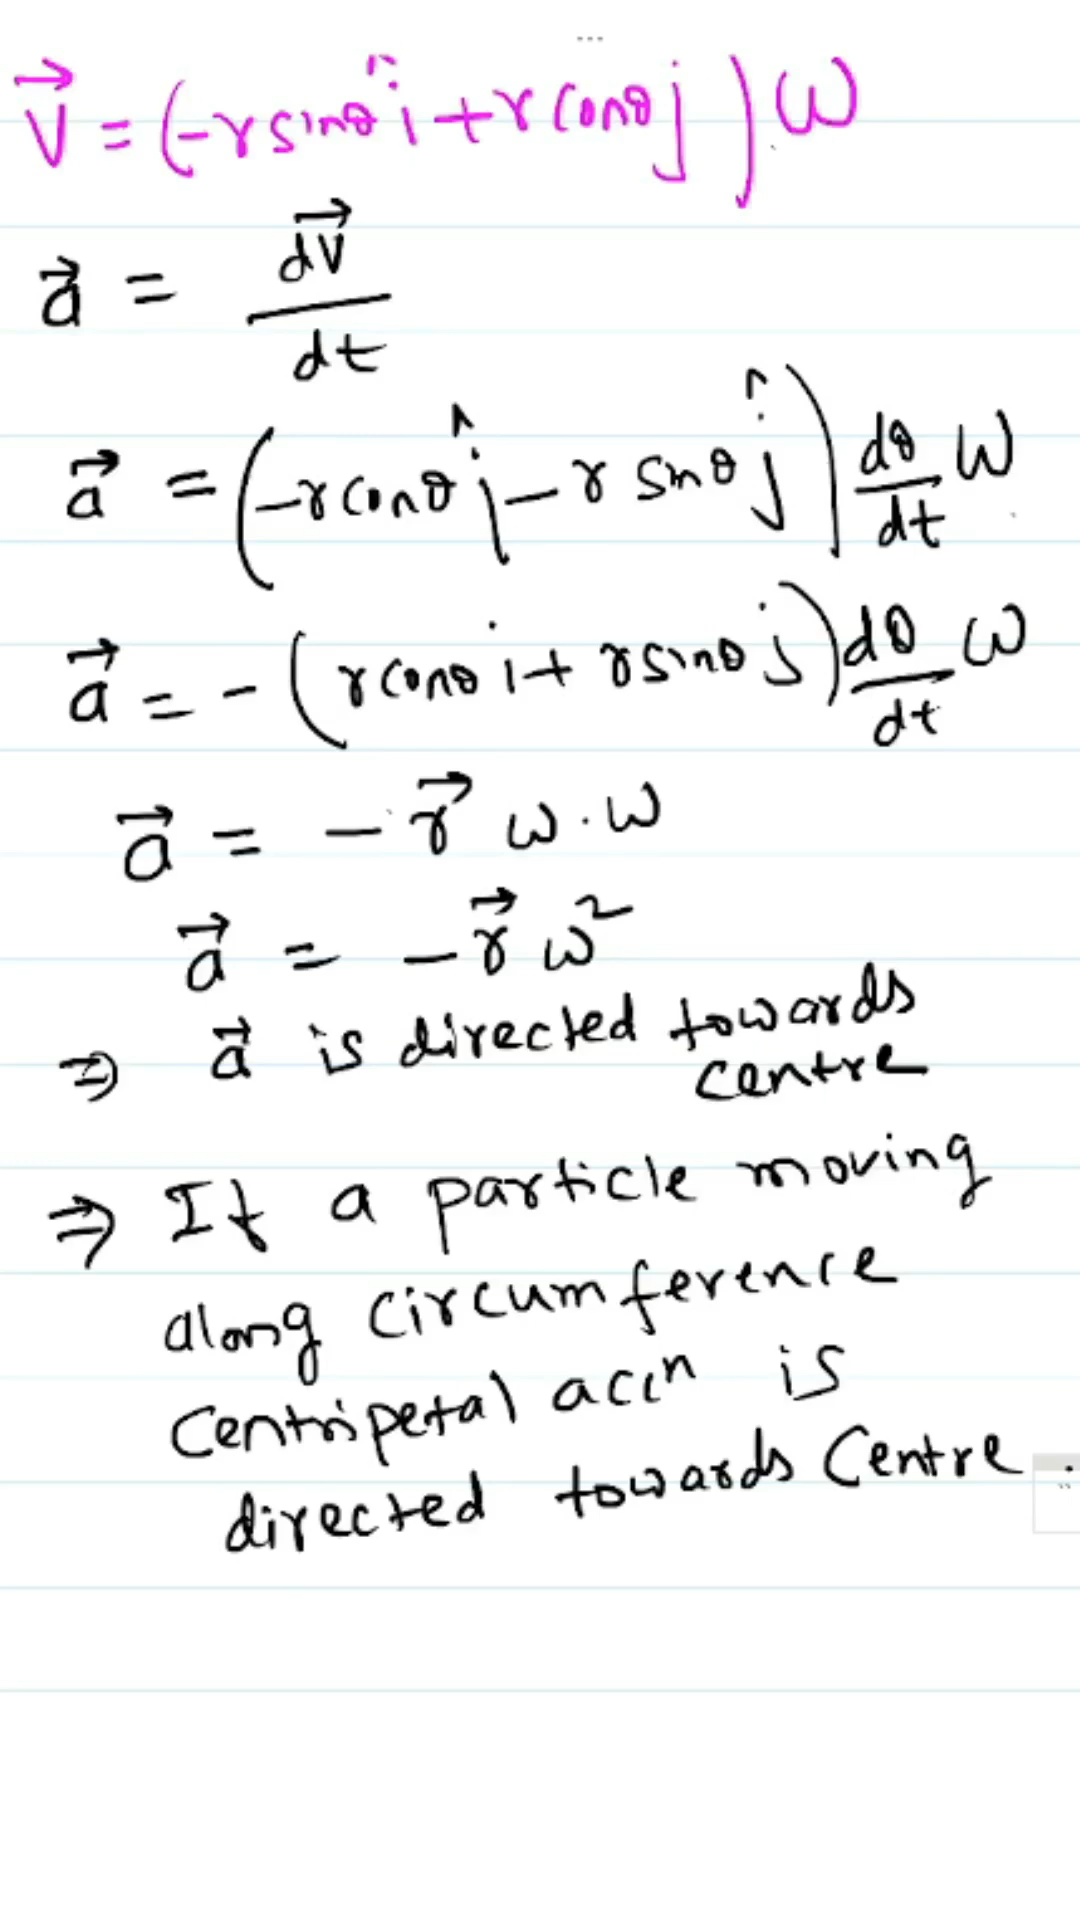 ...
v⃗ = (-r sinθ î + r cosθ j) ω
a⃗ = dv⃗/dt
a⃗ = (-r cosθ î - r sinθ ĵ) dθ/dt ω
a⃗ = - (r cosθ i + r sinθ j) dθ/dt ω
a⃗ = - r⃗ ω · ω
a⃗ = - r⃗ ω²
⇒ a⃗ is directed towards
centre
⇒ If a particle moving
along circumference
centripetal accn is
directed towards Centre .